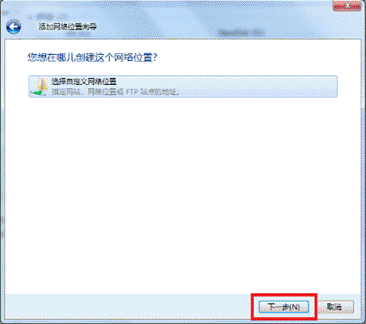 添加网络位置向导
您想在哪儿创建这个网络位置?
选择自定义网络位置
指定网站、网络位置或 FTP 站点的地址。
下一步(N)
取消